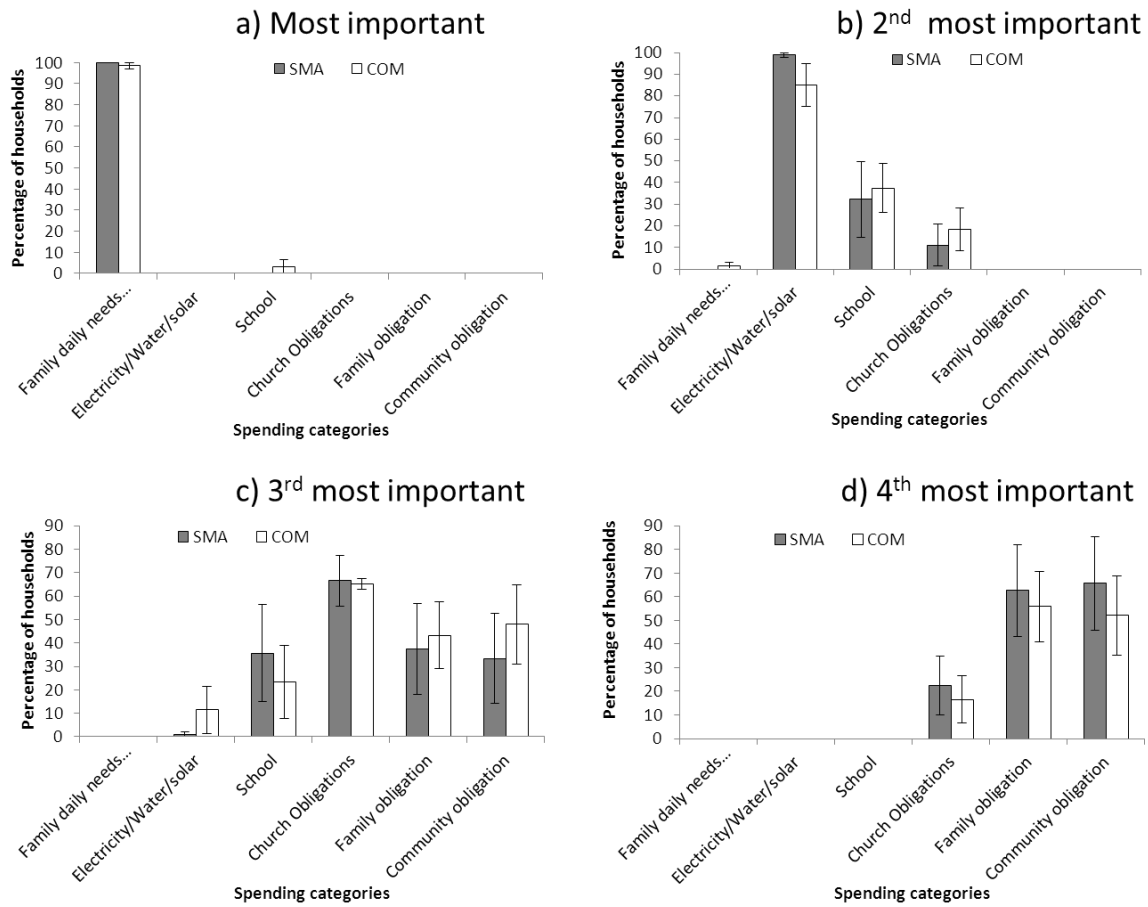 a) Most important
Percentage of households
SMA COM
100
90
80
70
60
50
40
30
20
10
0
Family daily needs...
Electricity/Water/solar
School
Church Obligations
Family obligation
Community obligation
Spending categories
b) 2nd most important
Percentage of households
SMA COM
100
90
80
70
60
50
40
30
20
10
0
Family daily needs...
Electricity/Water/solar
School
Church Obligations
Family obligation
Community obligation
Spending categories
c) 3rd most important
Percentage of households
SMA COM
90
80
70
60
50
40
30
20
10
0
Family daily needs...
Electricity/Water/solar
School
Church Obligations
Family obligation
Community obligation
Spending categories
d) 4th most important
Percentage of households
SMA COM
90
80
70
60
50
40
30
20
10
0
Family daily needs...
Electricity/Water/solar
School
Church Obligations
Family obligation
Community obligation
Spending categories